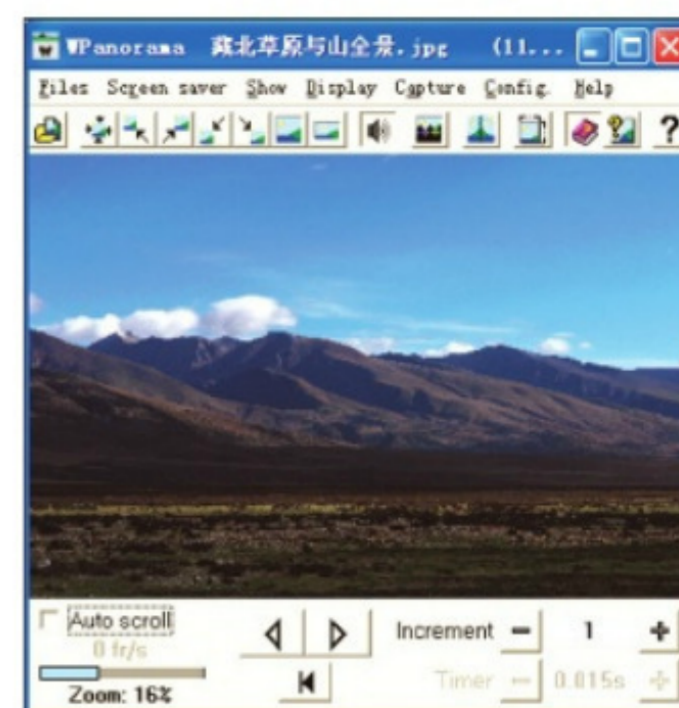 WPanorama 藏北草原与山全景.jpg (11...
Files Screen saver Show Display Capture Config. Help
Auto scroll
0 fr/s
Zoom: 16%
Increment 1
Timer 0.015s